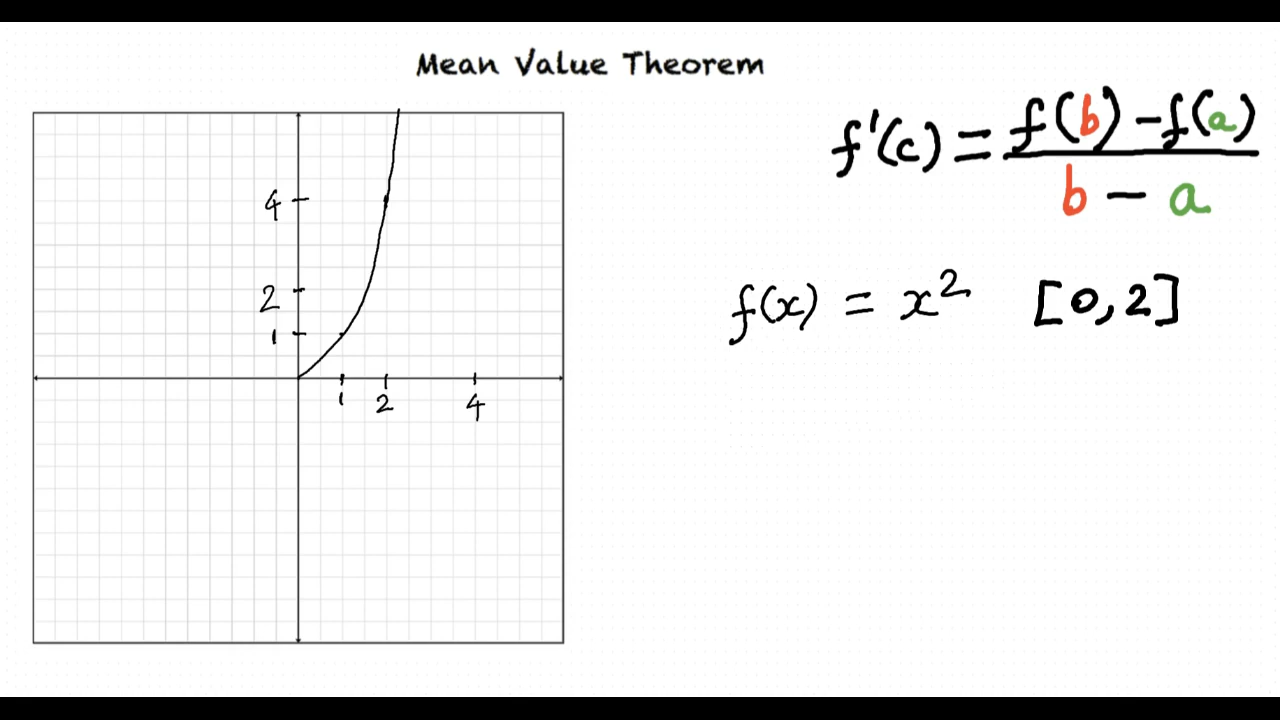 Mean Value Theorem
f'(c) = f(b) - f(a)
b - a
f(x) = x² [0,2]
4
2
1
1 2 4